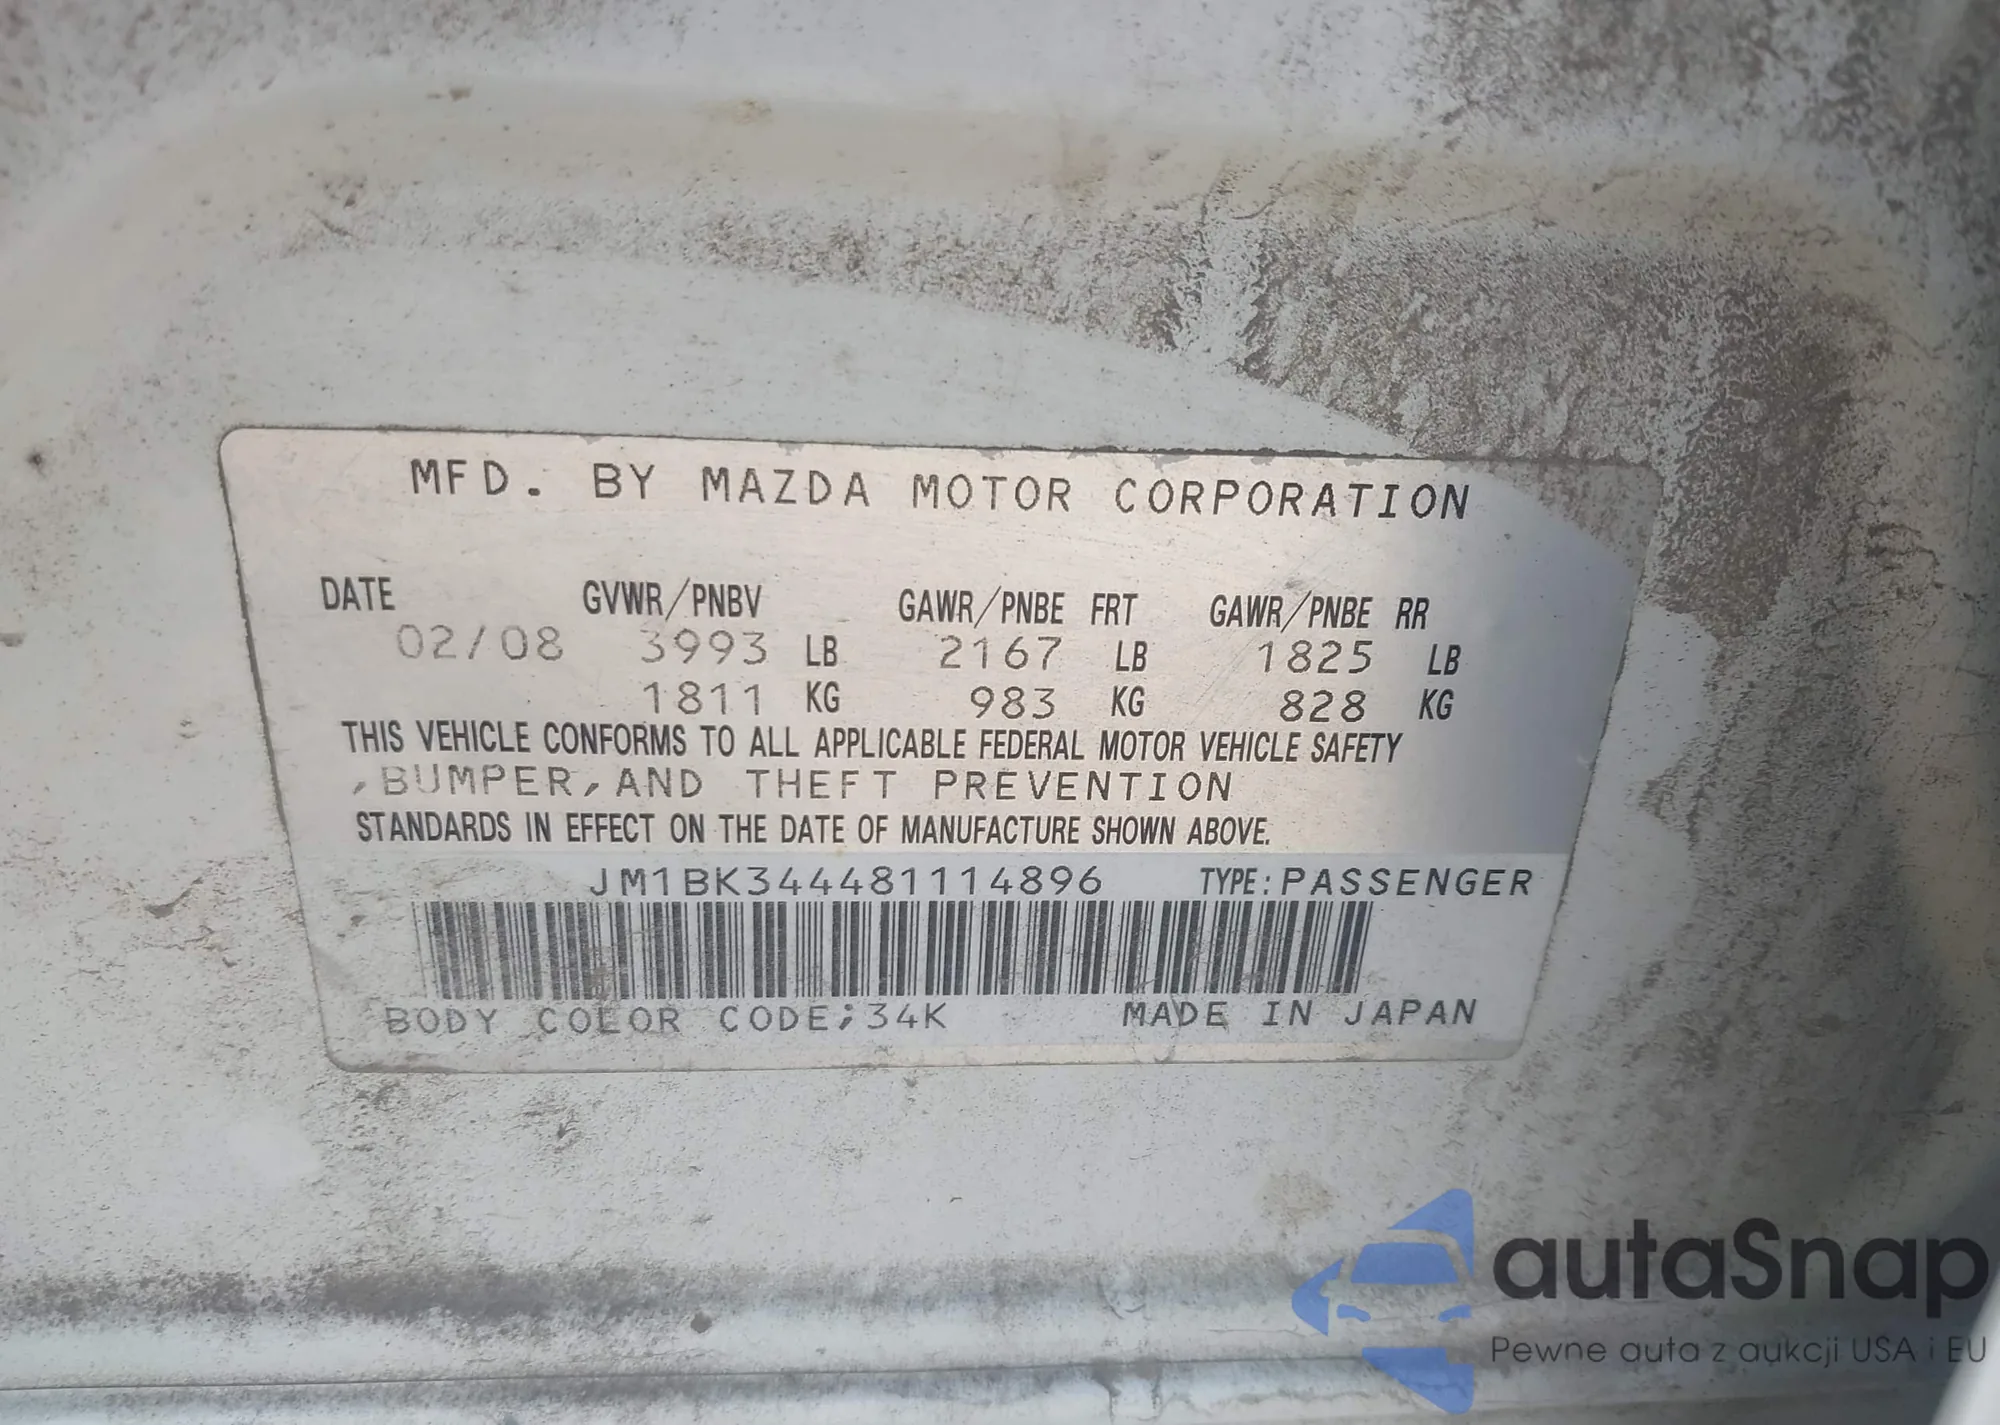 MFD. BY MAZDA MOTOR CORPORATION
DATE GVWR/PNBV GAWR/PNBE FRT GAWR/PNBE RR
02/08 3993 LB 2167 LB 1825 LB
1811 KG 983 KG 828 KG
THIS VEHICLE CONFORMS TO ALL APPLICABLE FEDERAL MOTOR VEHICLE SAFETY
,BUMPER,AND THEFT PREVENTION
STANDARDS IN EFFECT ON THE DATE OF MANUFACTURE SHOWN ABOVE.
JM1BK344481114896 TYPE:PASSENGER
BODY COLOR CODE;34K MADE IN JAPAN
autaSnap
Pewne auta z aukcji USA i EU